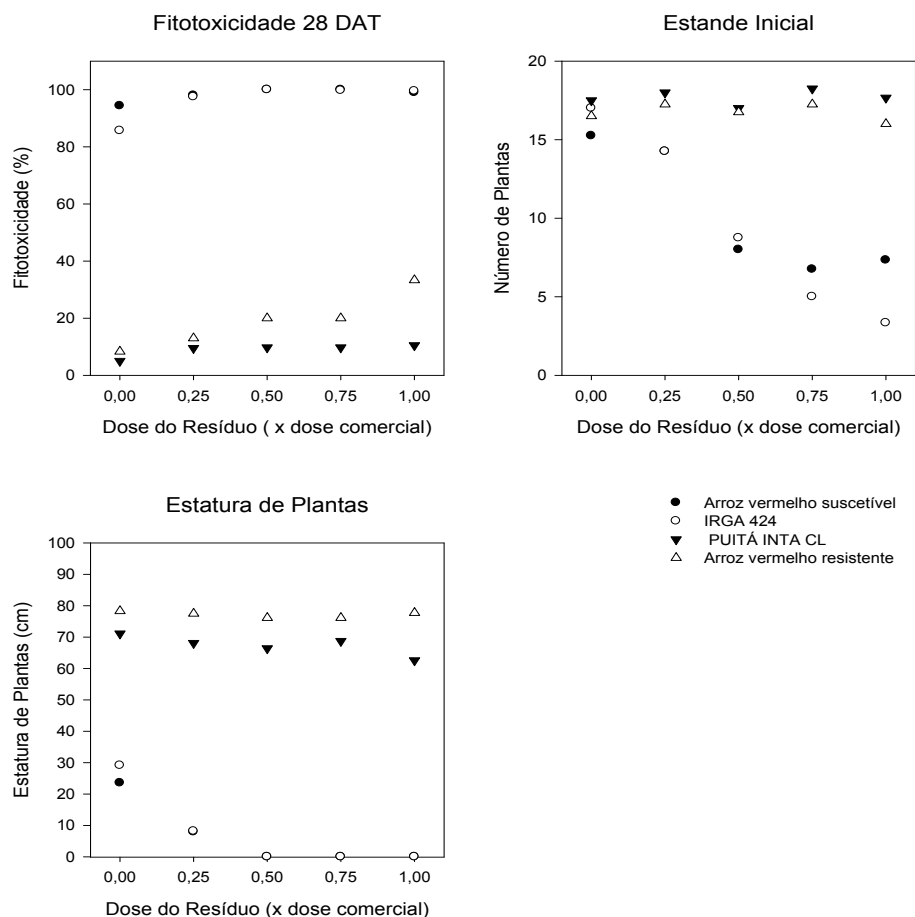 Fitotoxicidade 28 DAT
Fitotoxicidade (%)
100
80
60
40
20
0
0,00 0,25 0,50 0,75 1,00
Dose do Resíduo ( x dose comercial)
Estande Inicial
Número de Plantas
20
15
10
5
0
0,00 0,25 0,50 0,75 1,00
Dose do Resíduo (x dose comercial)
Estatura de Plantas
Estatura de Plantas (cm)
100
90
80
70
60
50
40
30
20
10
0
0,00 0,25 0,50 0,75 1,00
Dose do Resíduo (x dose comercial)
Arroz vermelho suscetível
IRGA 424
PUITÁ INTA CL
Arroz vermelho resistente